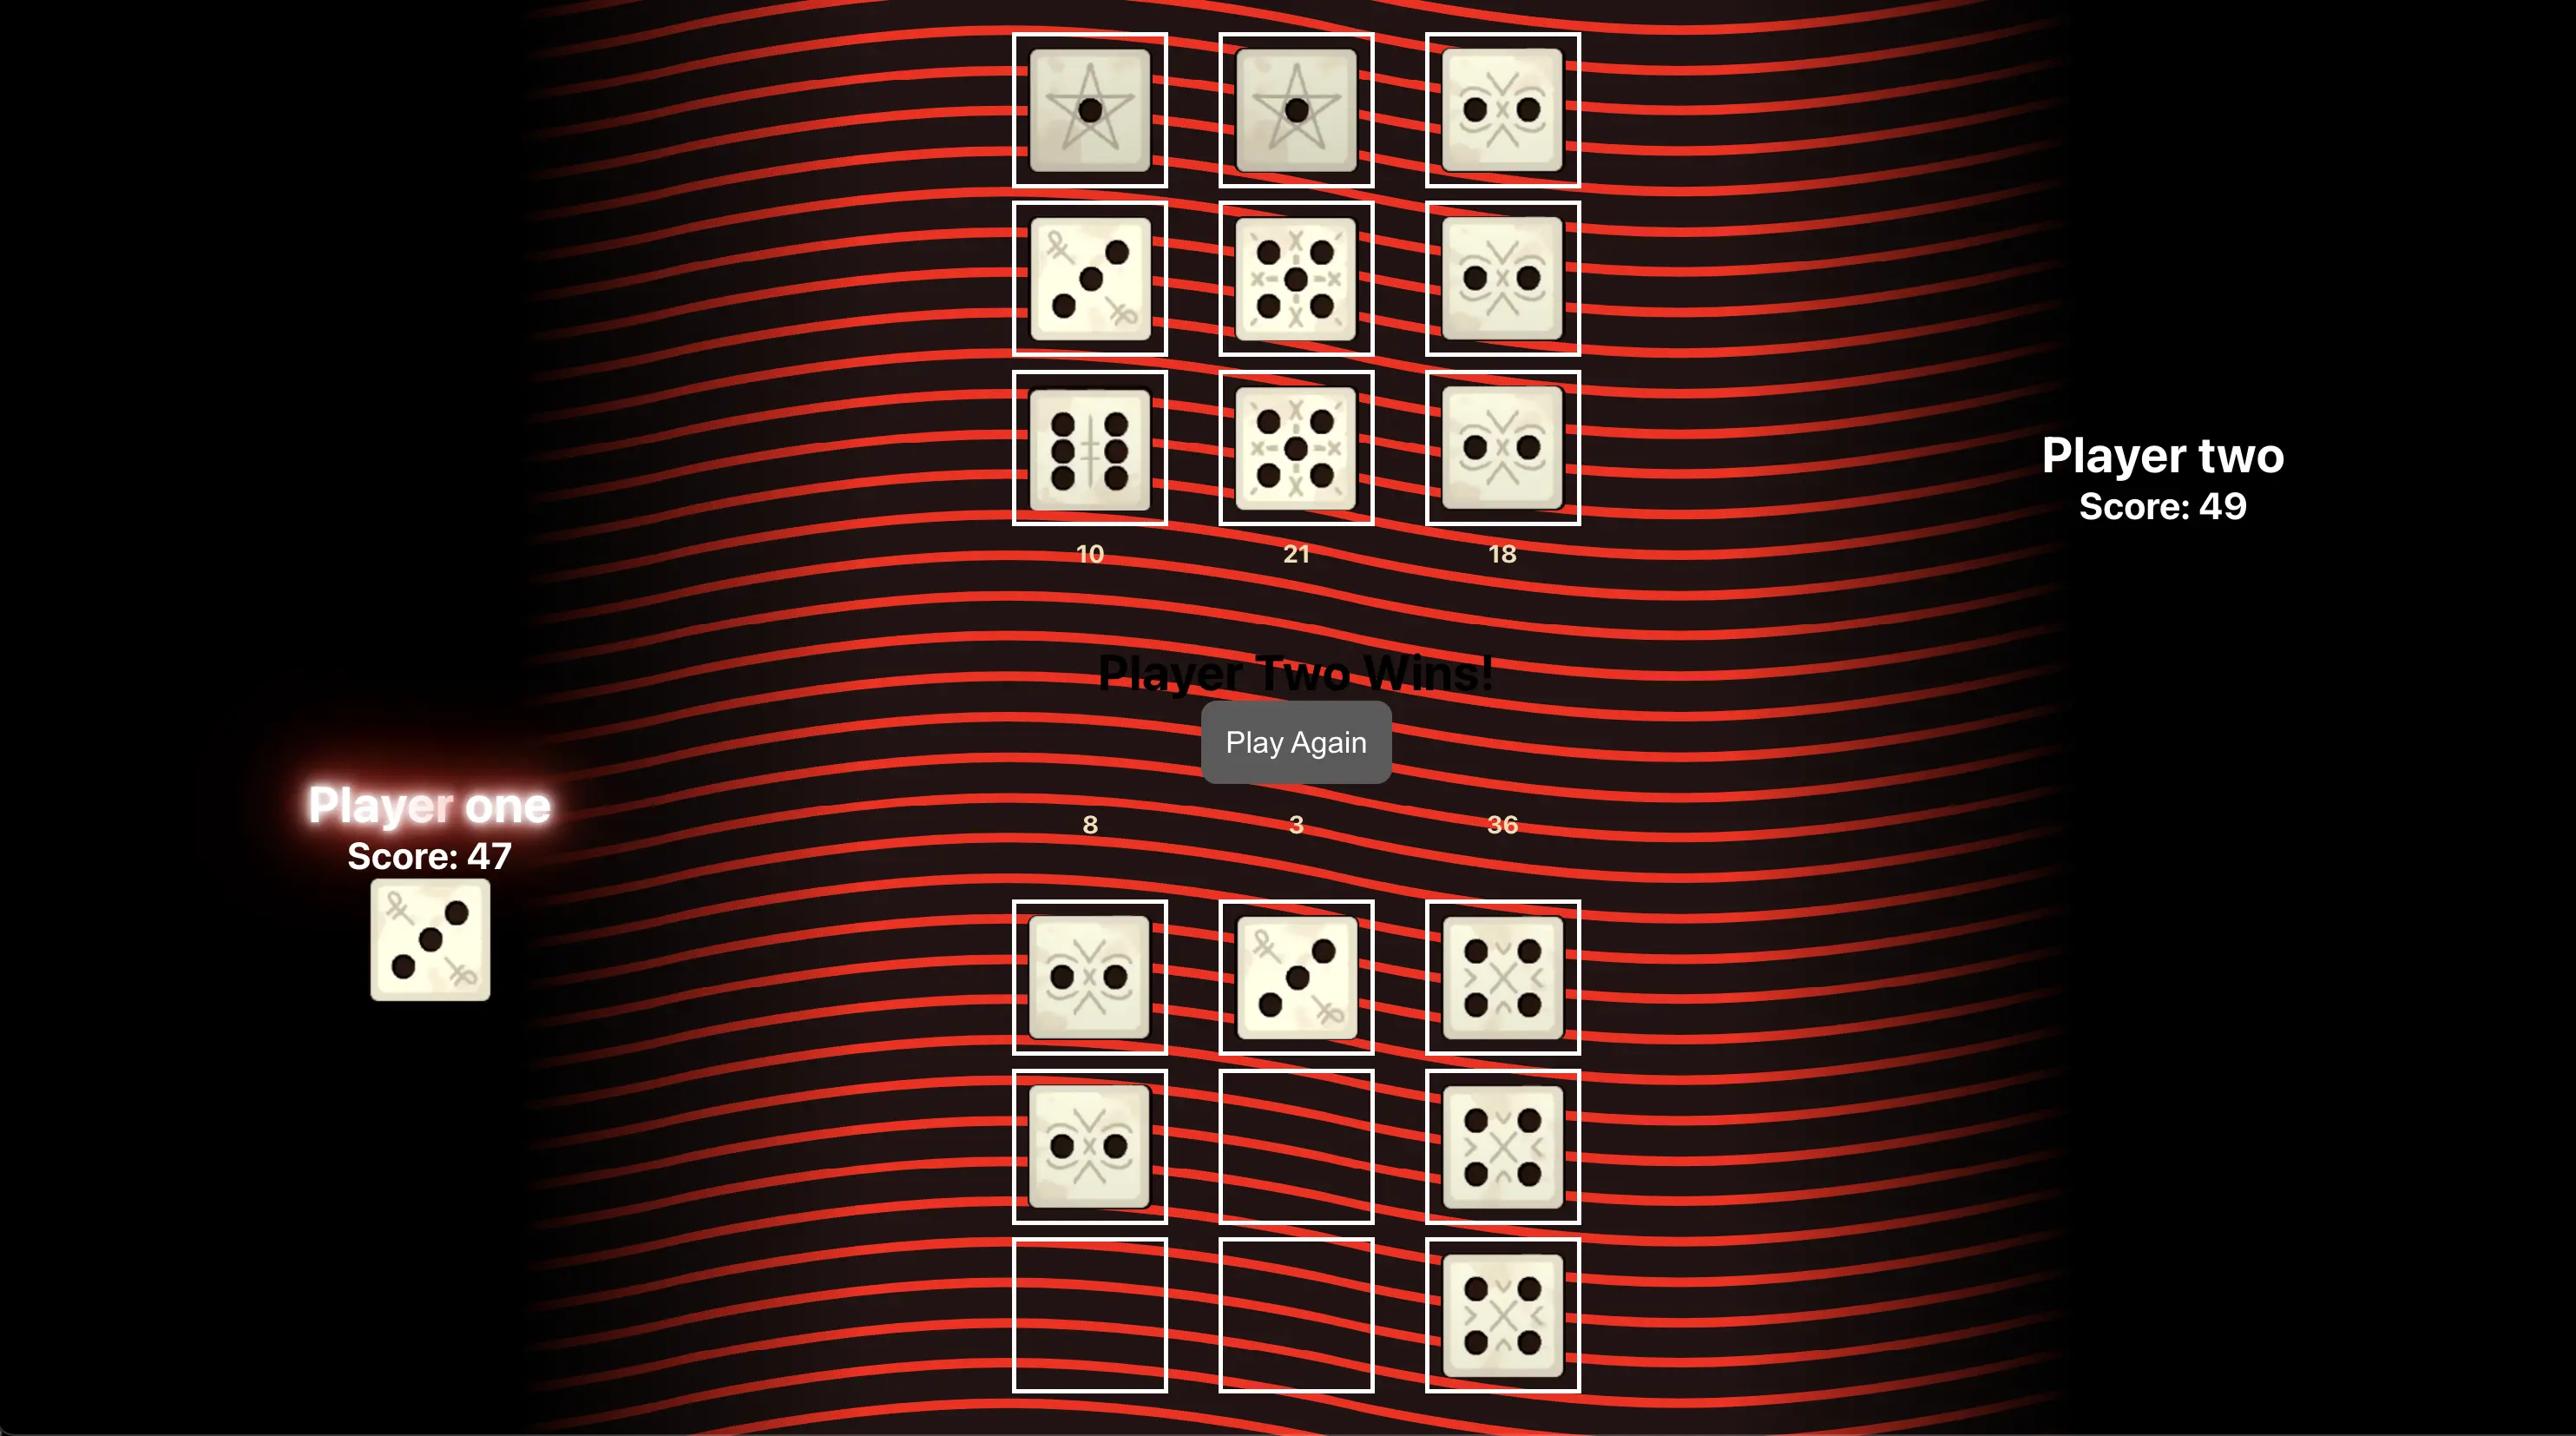 Player two
Score: 49
10 21 18
Player Two Wins!
Play Again
Player one
Score: 47
8 3 36